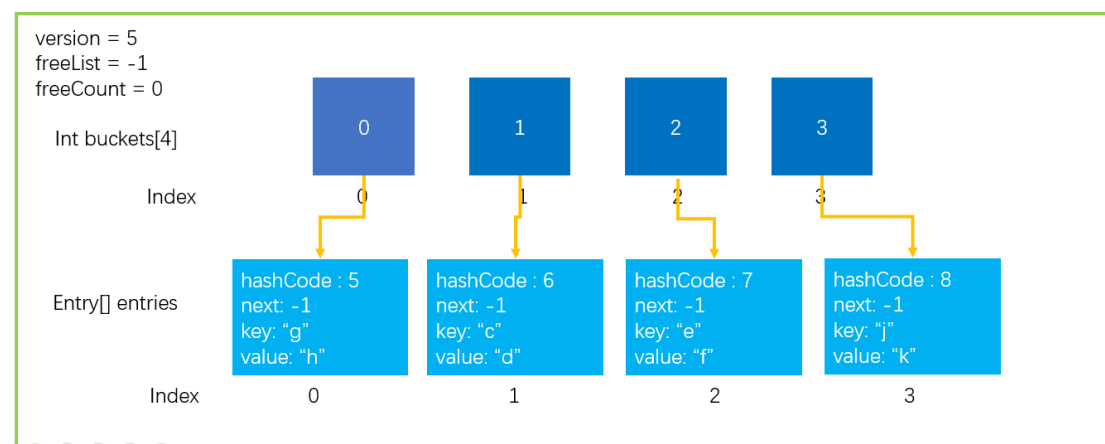 version = 5
freeList = -1
freeCount = 0
Int buckets[4]
0 1 2 3
Index 0 1 2 3
Entry[] entries
hashCode : 5
next: -1
key: “g”
value: “h”
hashCode : 6
next: -1
key: “c”
value: “d”
hashCode : 7
next: -1
key: “e”
value: “f”
hashCode : 8
next: -1
key: “j”
value: “k”
Index 0 1 2 3